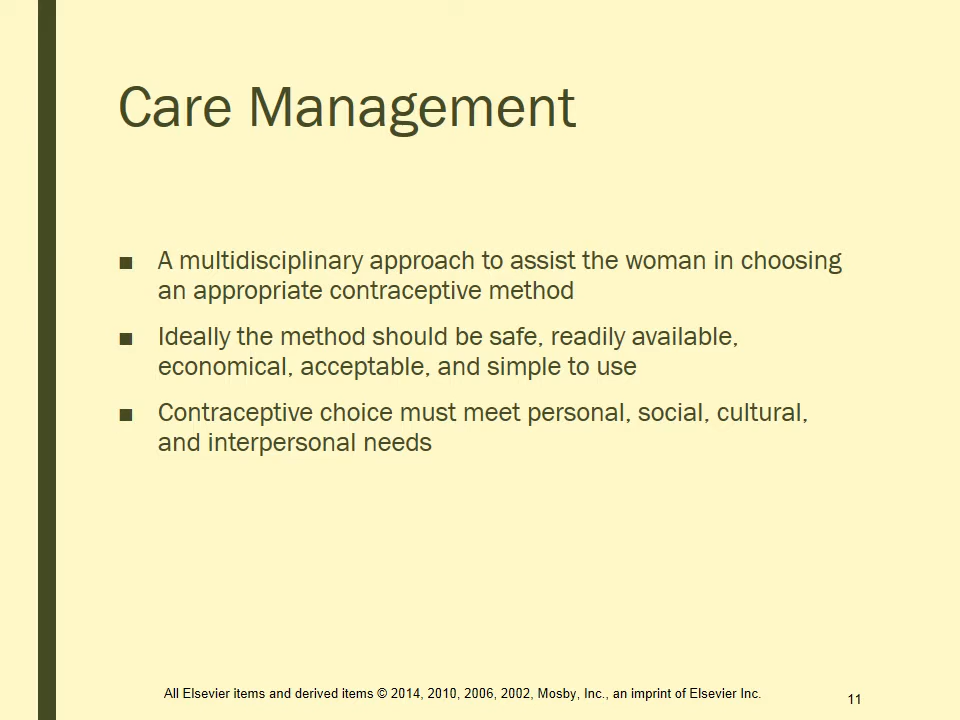 Care Management
■ A multidisciplinary approach to assist the woman in choosing
an appropriate contraceptive method
■ Ideally the method should be safe, readily available,
economical, acceptable, and simple to use
■ Contraceptive choice must meet personal, social, cultural,
and interpersonal needs
All Elsevier items and derived items © 2014, 2010, 2006, 2002, Mosby, Inc., an imprint of Elsevier Inc.
11